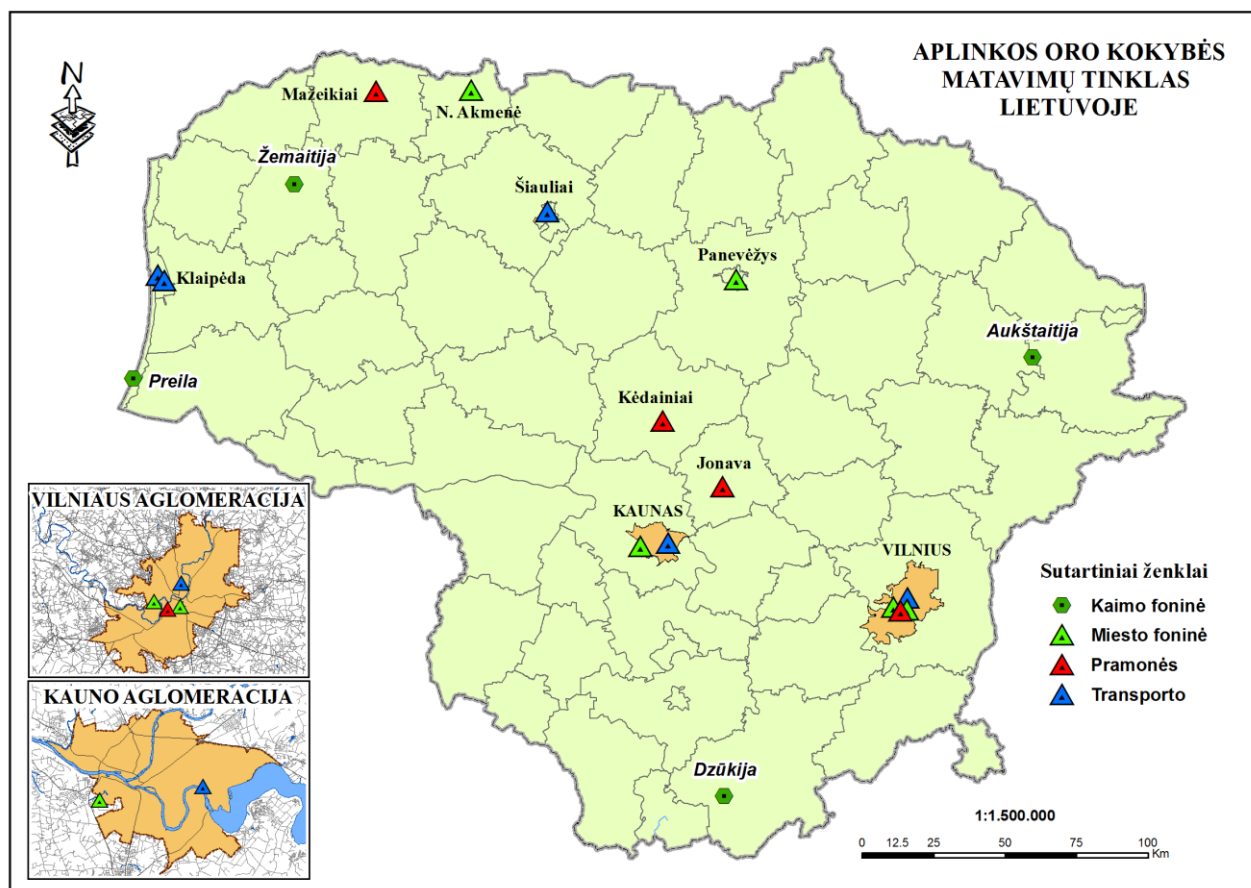 APLINKOS ORO KOKYBĖS
MATAVIMŲ TINKLAS
LIETUVOJE
N
Mažeikiai
N. Akmenė
Žemaitija
Šiauliai
Klaipėda
Panevėžys
Aukštaitija
Preila
Kėdainiai
Jonava
KAUNAS
VILNIUS
Dzūkija
VILNIAUS AGLOMERACIJA
KAUNO AGLOMERACIJA
Sutartiniai ženklai
Kaimo foninė
Miesto foninė
Pramonės
Transporto
1:1.500.000
0 12.5 25 50 75 100
Km